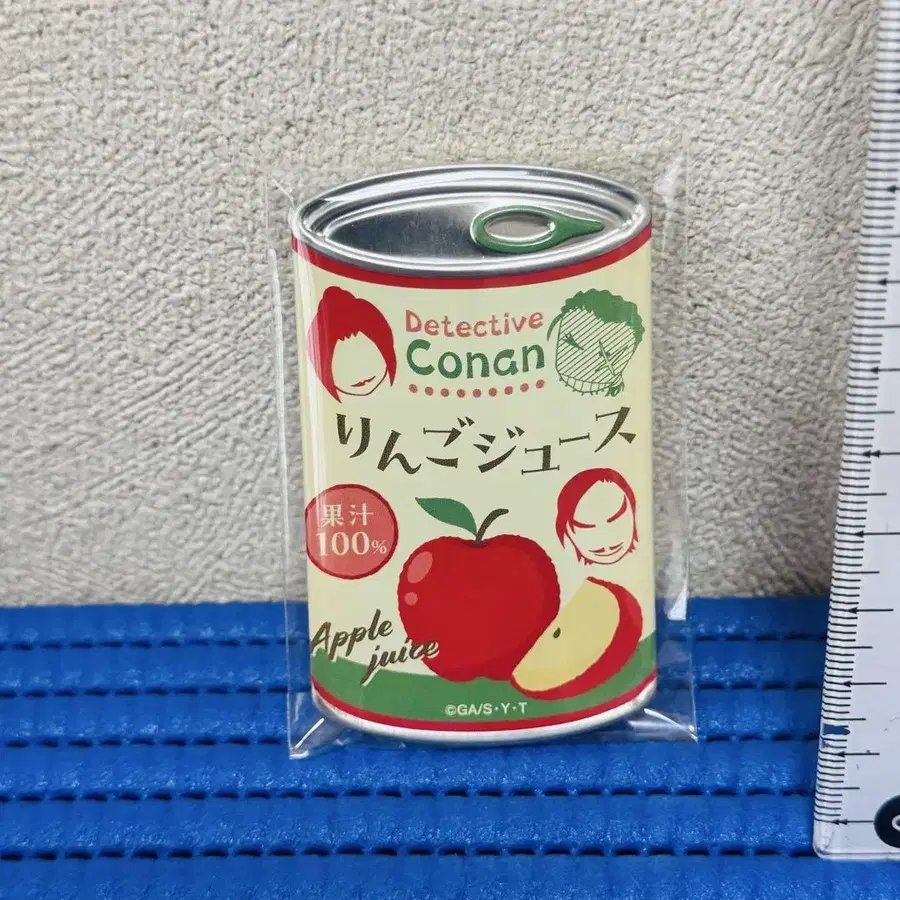 Detective
Conan
りんごジュース
果汁
100%
Apple
juice
©GA/S・Y・T